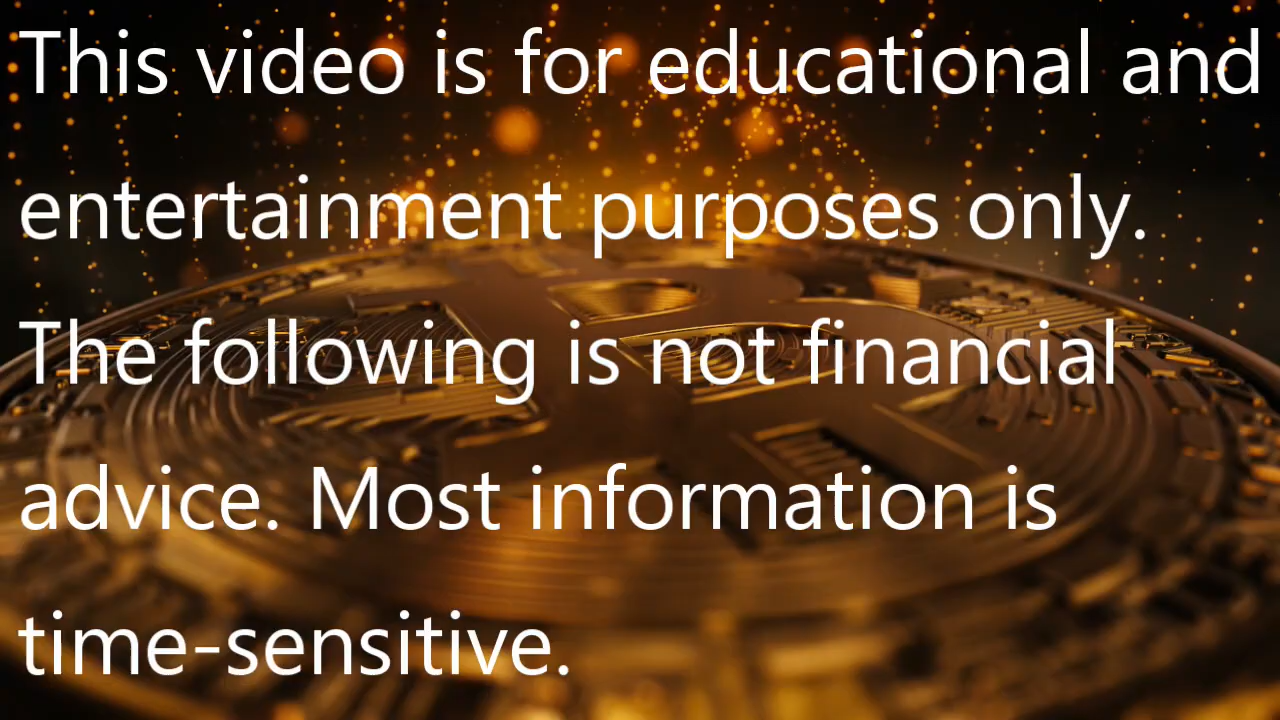 This video is for educational and
entertainment purposes only.
The following is not financial
advice. Most information is
time-sensitive.